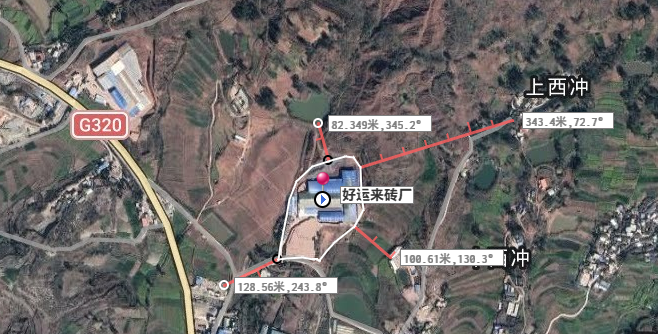 上西冲
G320
82.349米,345.2°
343.4米,72.7°
好运来砖厂
西冲
100.61米,130.3°
128.56米,243.8°